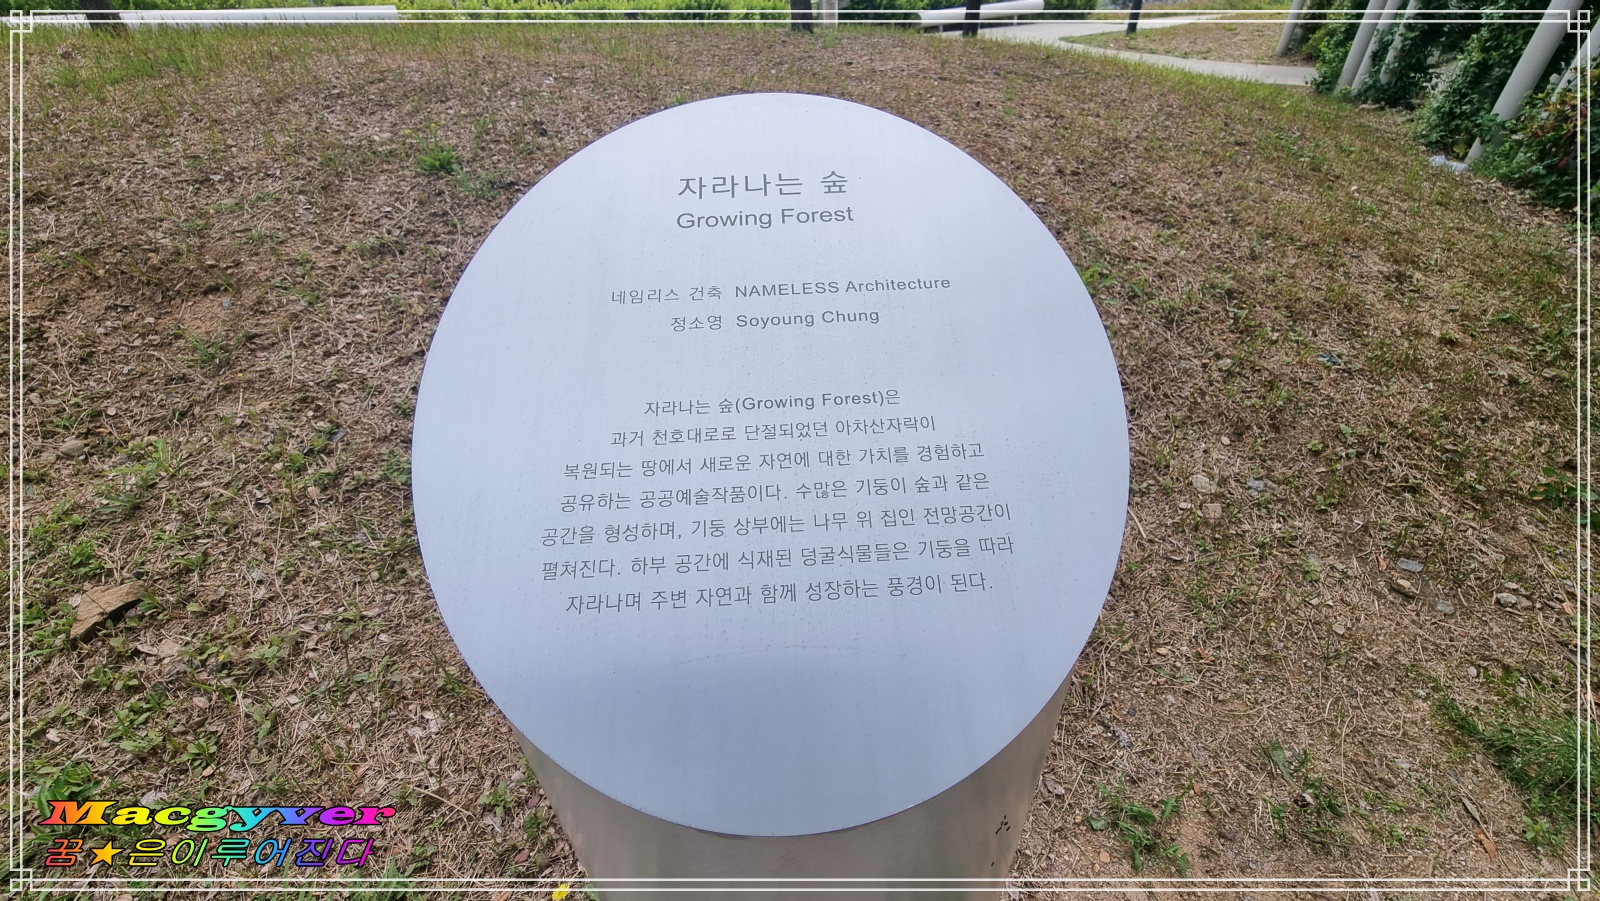 자라나는 숲
Growing Forest
네임리스 건축 NAMELESS Architecture
정소영 Soyoung Chung
자라나는 숲(Growing Forest)은
과거 천호대로로 단절되었던 아차산자락이
복원되는 땅에서 새로운 자연에 대한 가치를 경험하고
공유하는 공공예술작품이다. 수많은 기둥이 숲과 같은
공간을 형성하며, 기둥 상부에는 나무 위 집인 전망공간이
펼쳐진다. 하부 공간에 식재된 덩굴식물들은 기둥을 따라
자라나며 주변 자연과 함께 성장하는 풍경이 된다.
Macgyver
꿈★은이루어진다